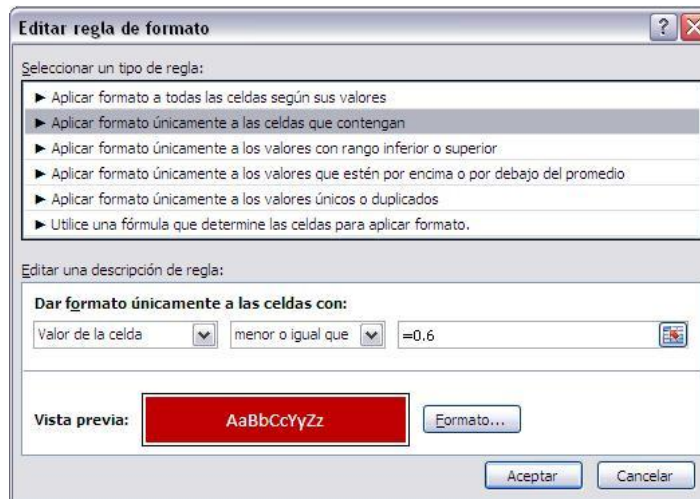 Editar regla de formato
Seleccionar un tipo de regla:
► Aplicar formato a todas las celdas según sus valores
► Aplicar formato únicamente a las celdas que contengan
► Aplicar formato únicamente a los valores con rango inferior o superior
► Aplicar formato únicamente a los valores que estén por encima o por debajo del promedio
► Aplicar formato únicamente a los valores únicos o duplicados
► Utilice una fórmula que determine las celdas para aplicar formato.
Editar una descripción de regla:
Dar formato únicamente a las celdas con:
Valor de la celda menor o igual que =0,6
Vista previa: AaBbCcYyZz Formato...
Aceptar Cancelar